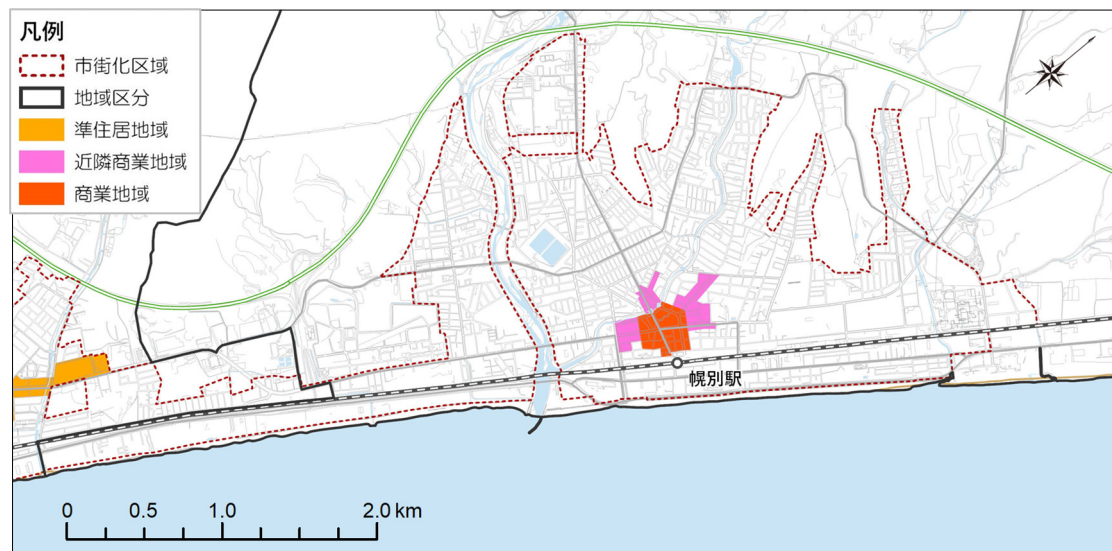 凡例
市街化区域
地域区分
準住居地域
近隣商業地域
商業地域
幌別駅
0 0.5 1.0 2.0 km